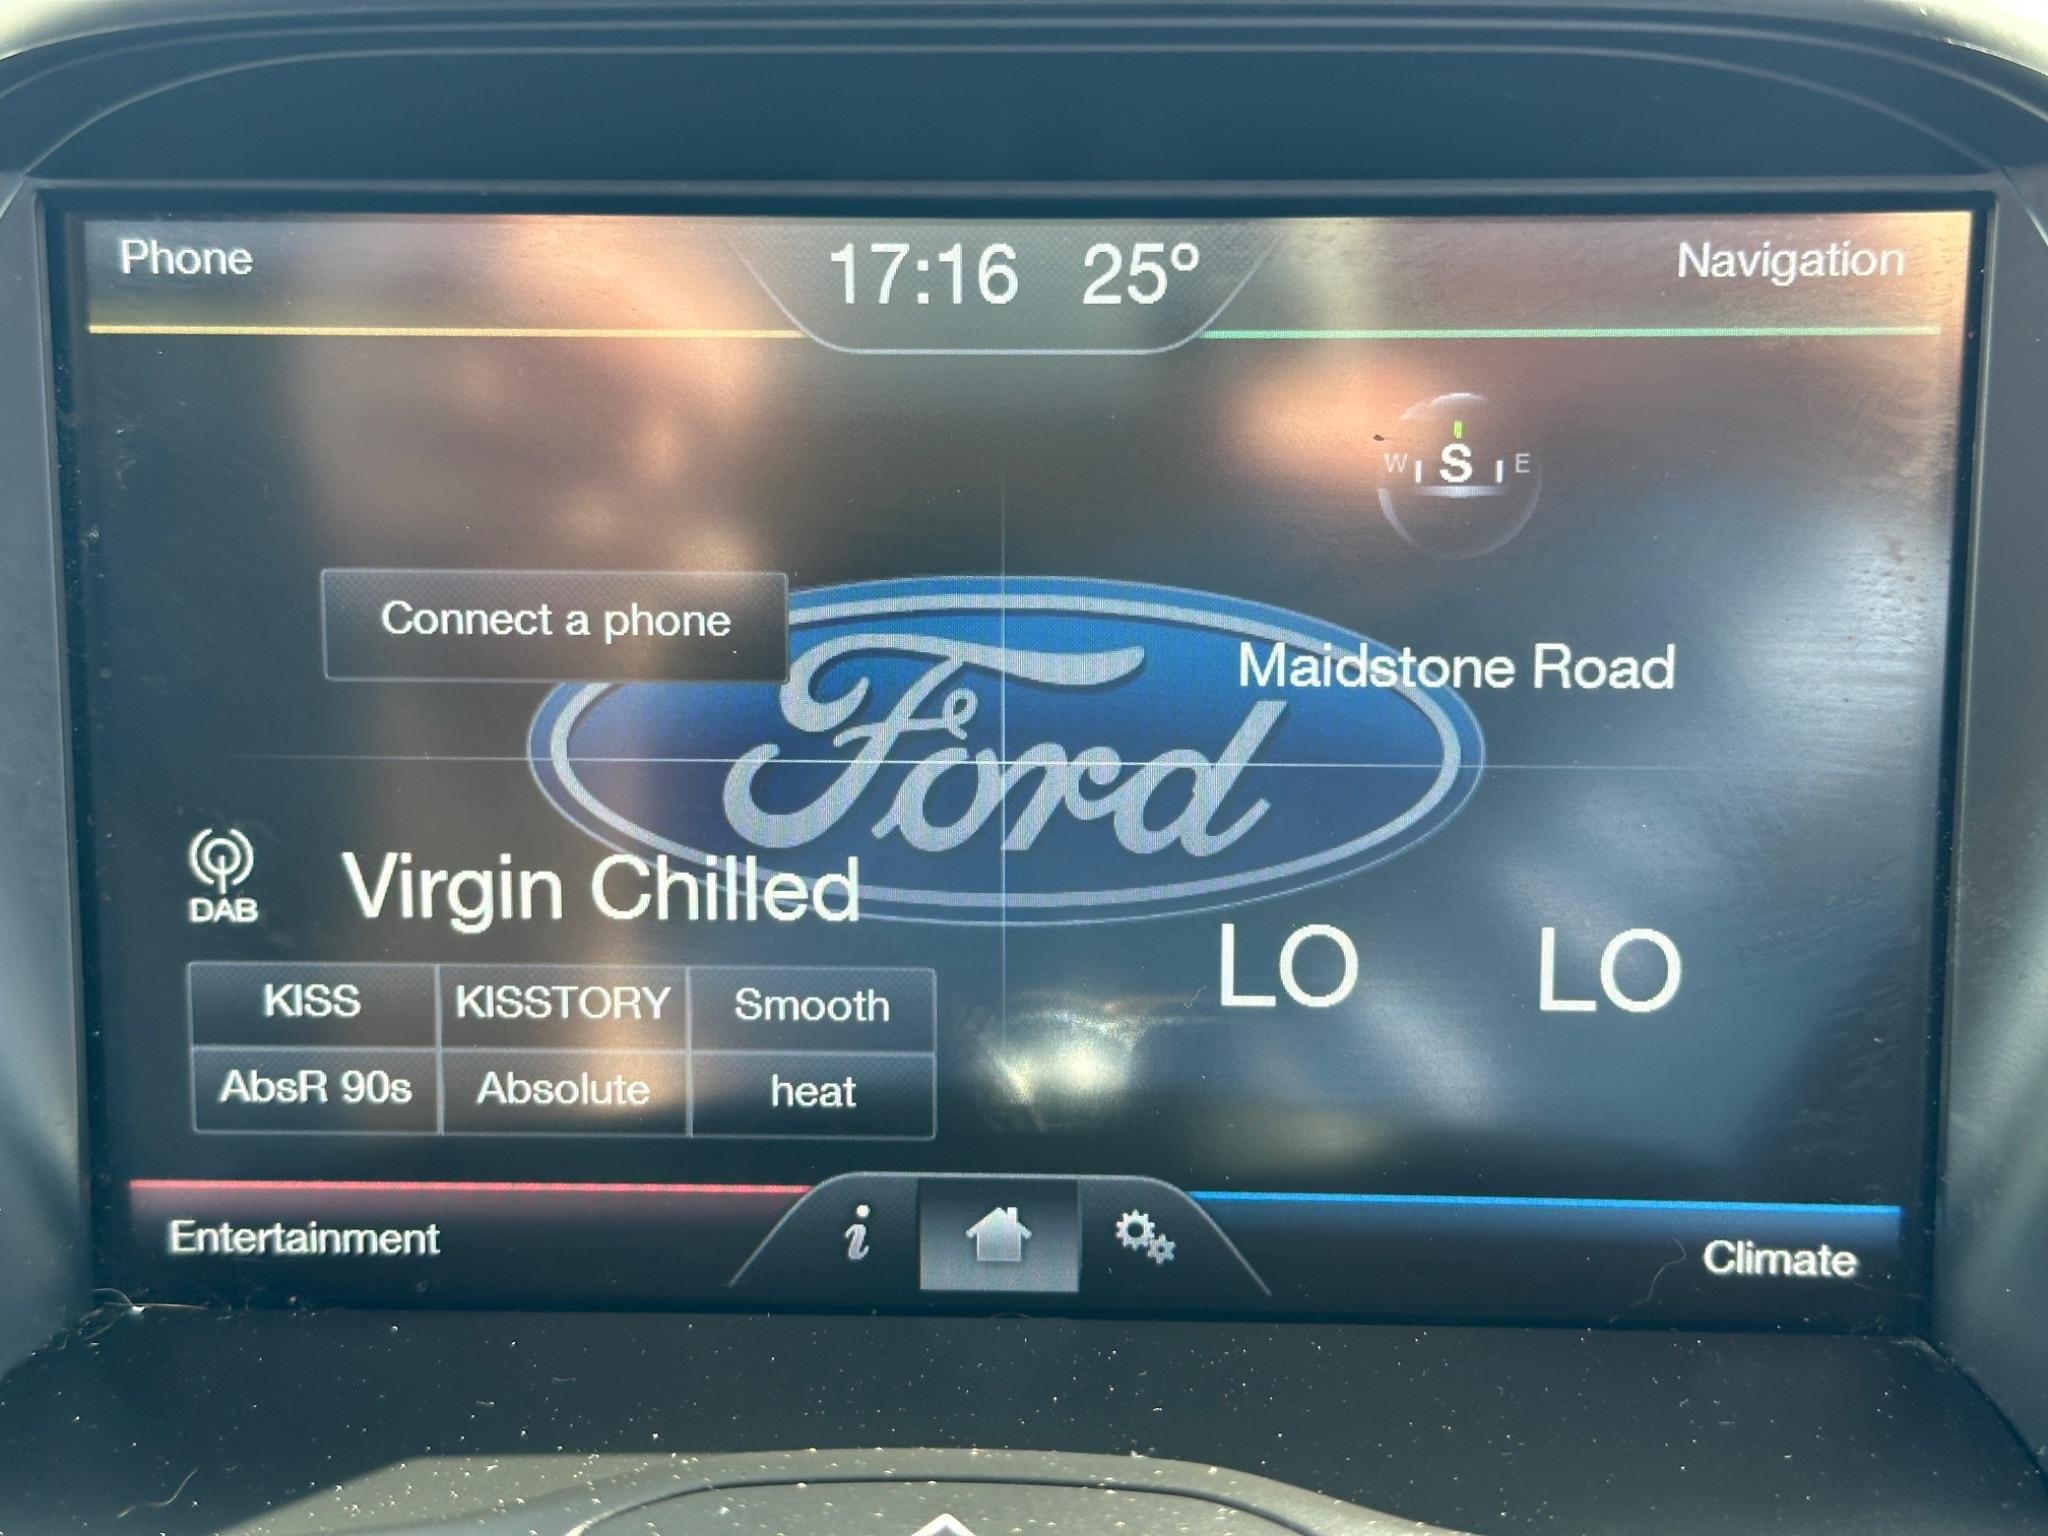 Phone
17:16 25º
Navigation
W S E
Connect a phone
Ford
Maidstone Road
DAB
Virgin Chilled
LO LO
KISS KISSTORY Smooth
AbsR 90s Absolute heat
Entertainment
i
Climate